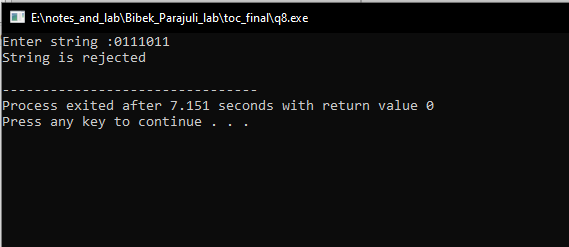 E:\notes_and_lab\Bibek_Parajuli_lab\toc_final\q8.exe
Enter string :0111011
String is rejected
--------------------------------
Process exited after 7.151 seconds with return value 0
Press any key to continue . . .